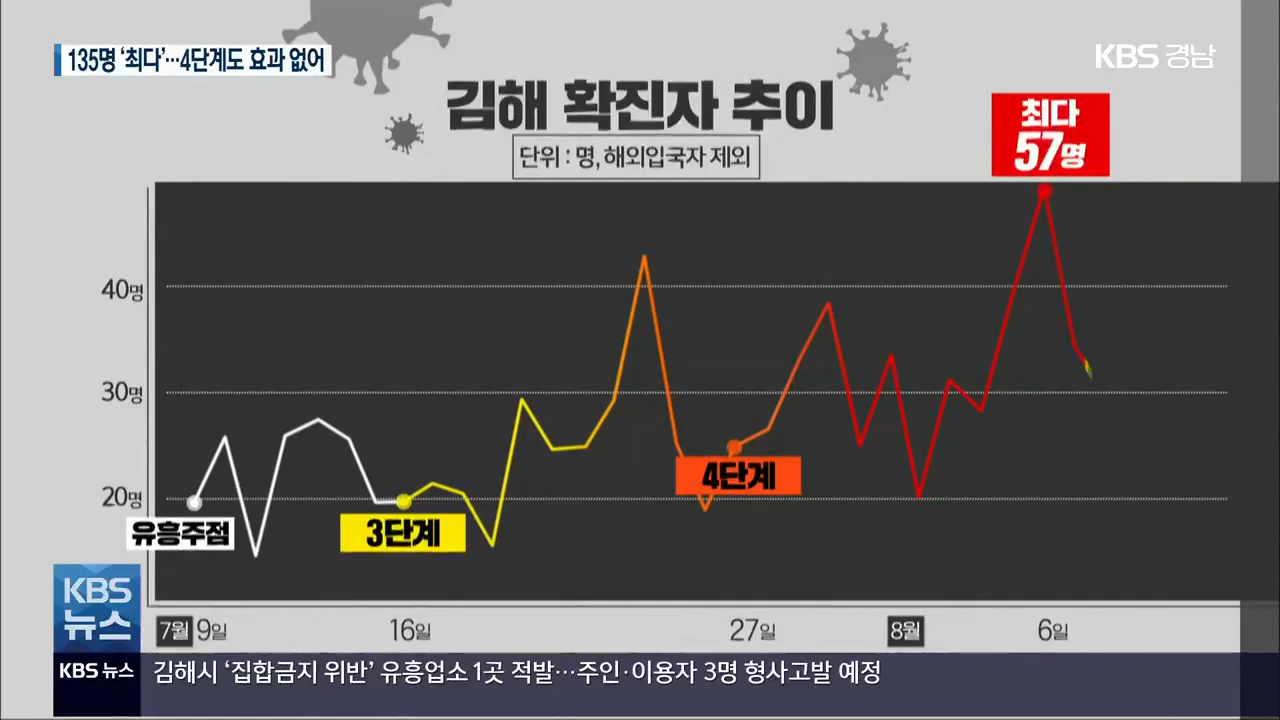 135명 ‘최다’…4단계도 효과 없어
KBS 경남
김해 확진자 추이
단위 : 명, 해외입국자 제외
최다
57명
40명
30명
20명
유흥주점
3단계
4단계
7월 9일 16일 27일 8월 6일
KBS
뉴스
KBS 뉴스 김해시 ‘집합금지 위반’ 유흥업소 1곳 적발…주인·이용자 3명 형사고발 예정